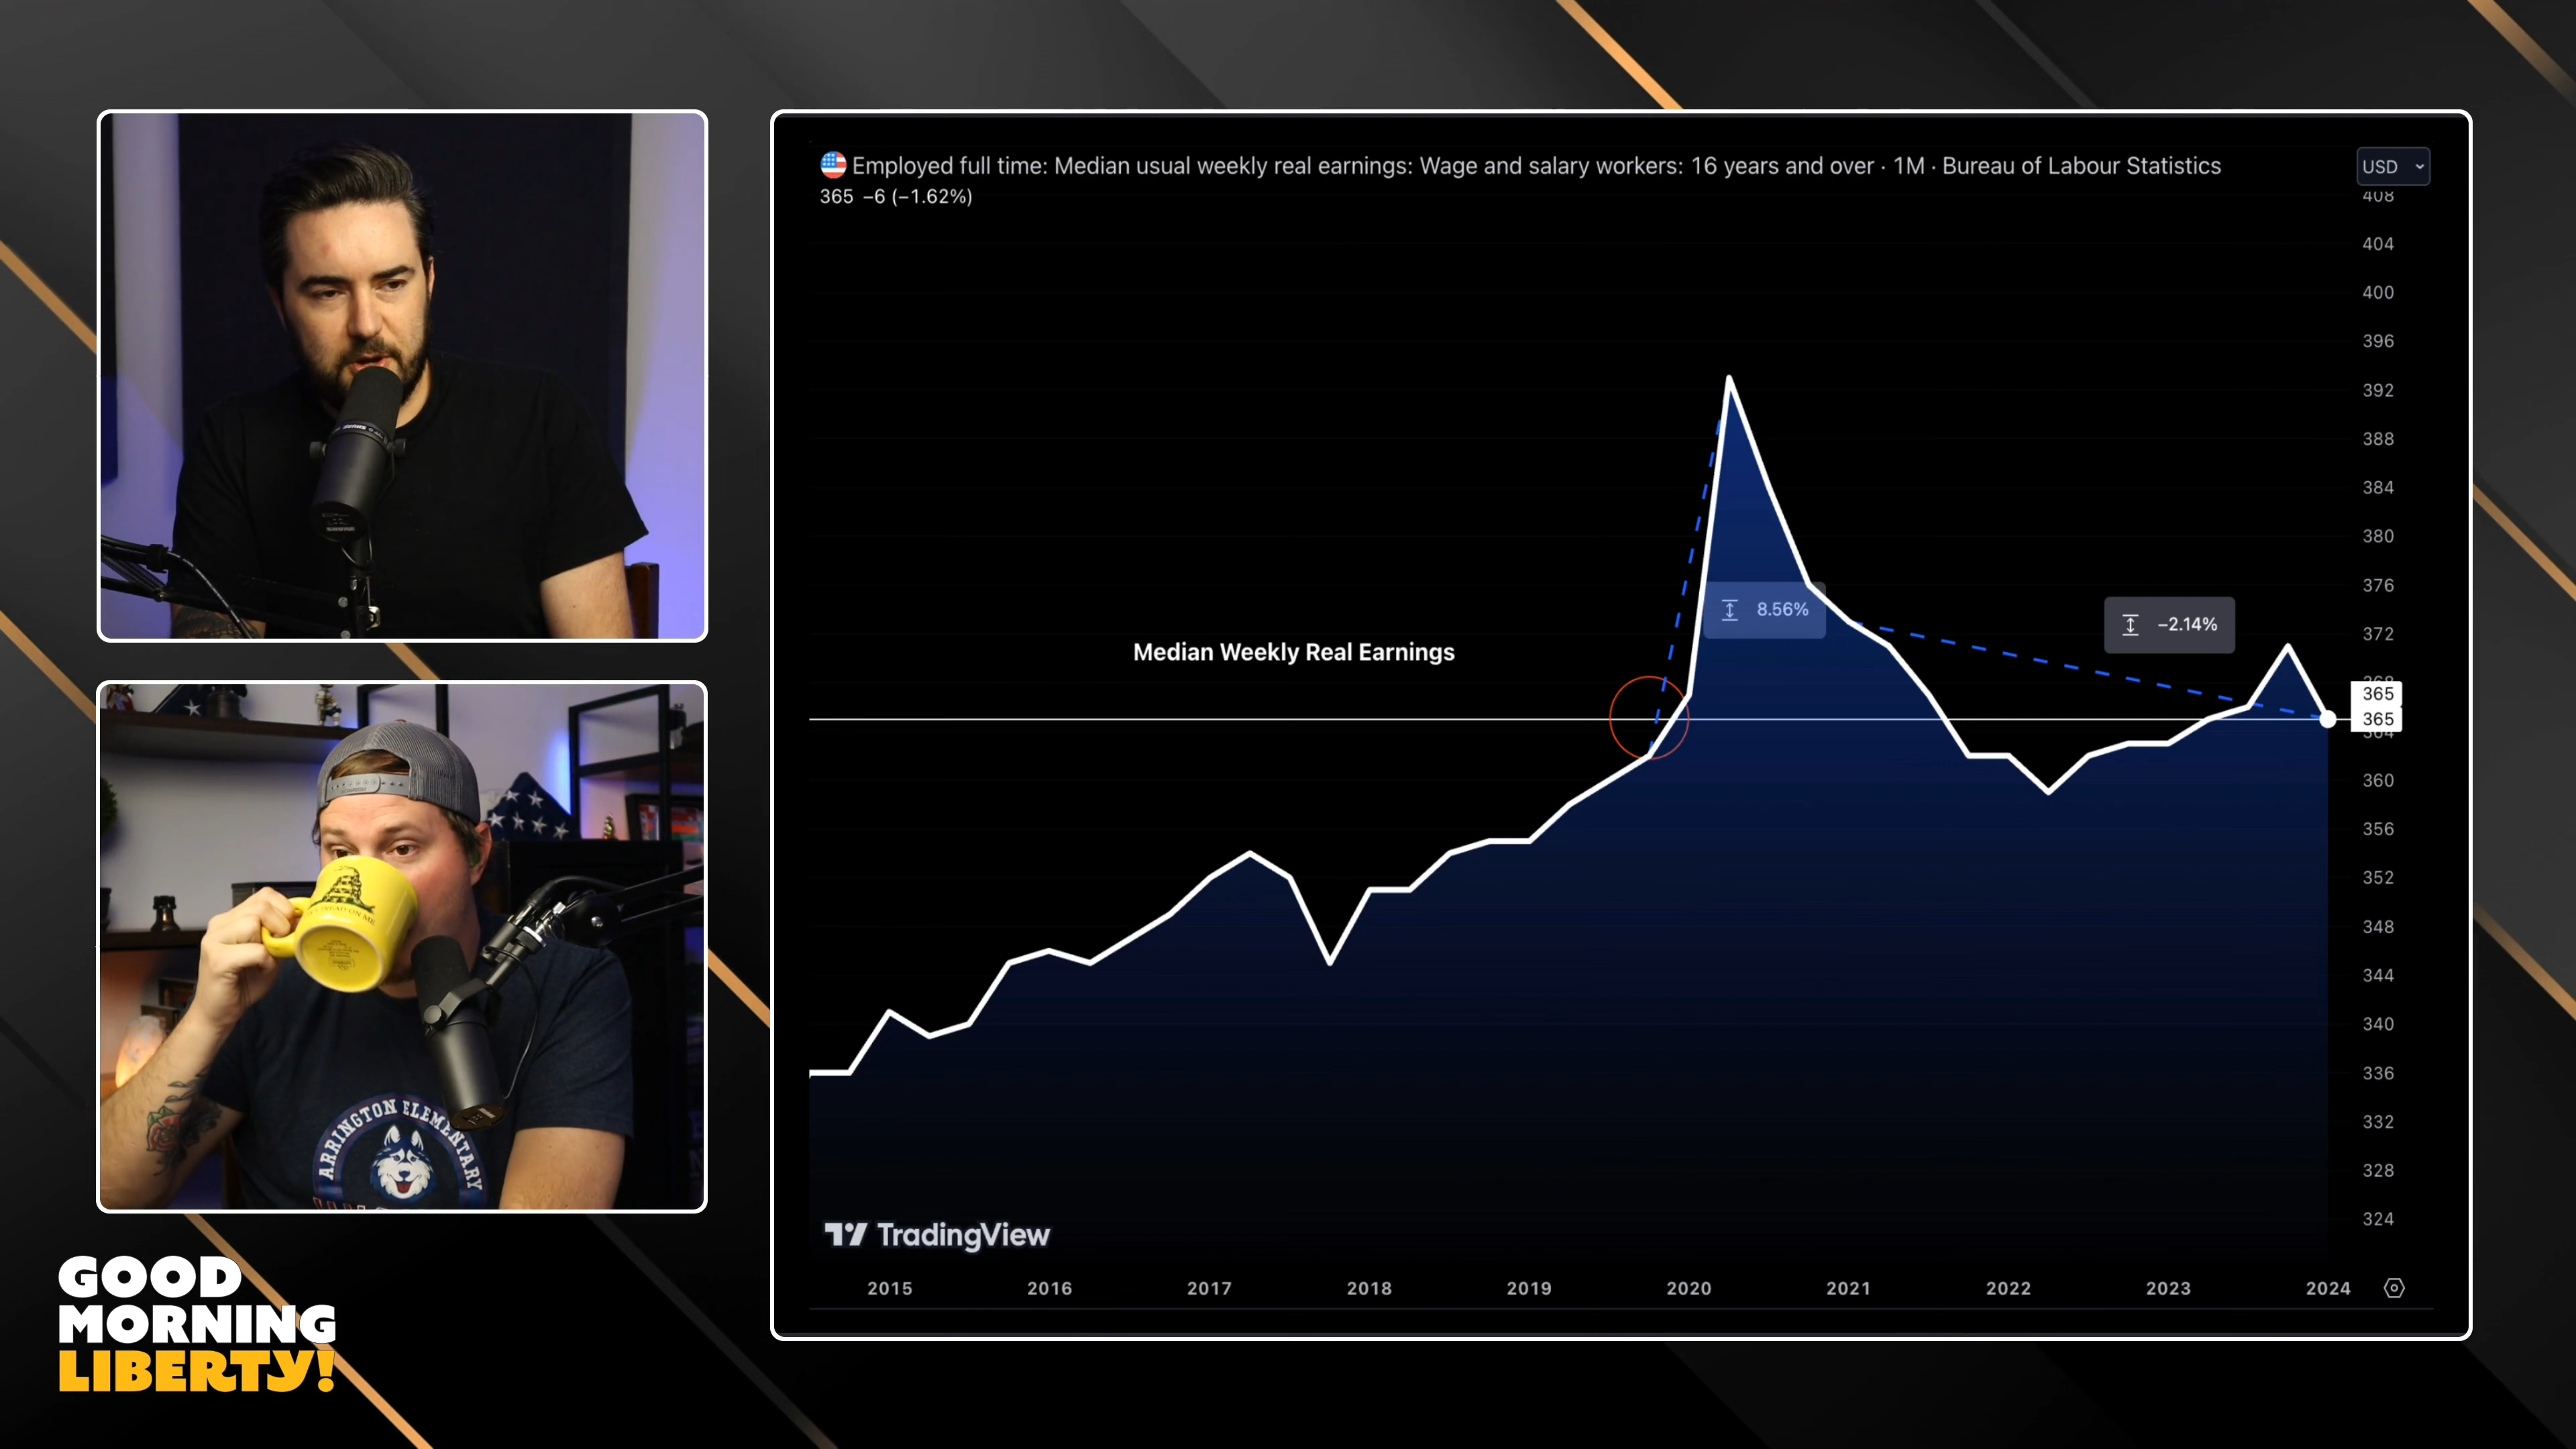 Employed full time: Median usual weekly real earnings: Wage and salary workers: 16 years and over · 1M · Bureau of Labour Statistics
365 −6 (−1.62%)
USD
408
404
400
396
392
388
384
380
376
372
365
365
360
356
352
348
344
340
336
332
328
324
8.56%
−2.14%
Median Weekly Real Earnings
TradingView
2015 2016 2017 2018 2019 2020 2021 2022 2023 2024
ARRINGTON ELEMENTARY
GOOD
MORNING
LIBERTY!